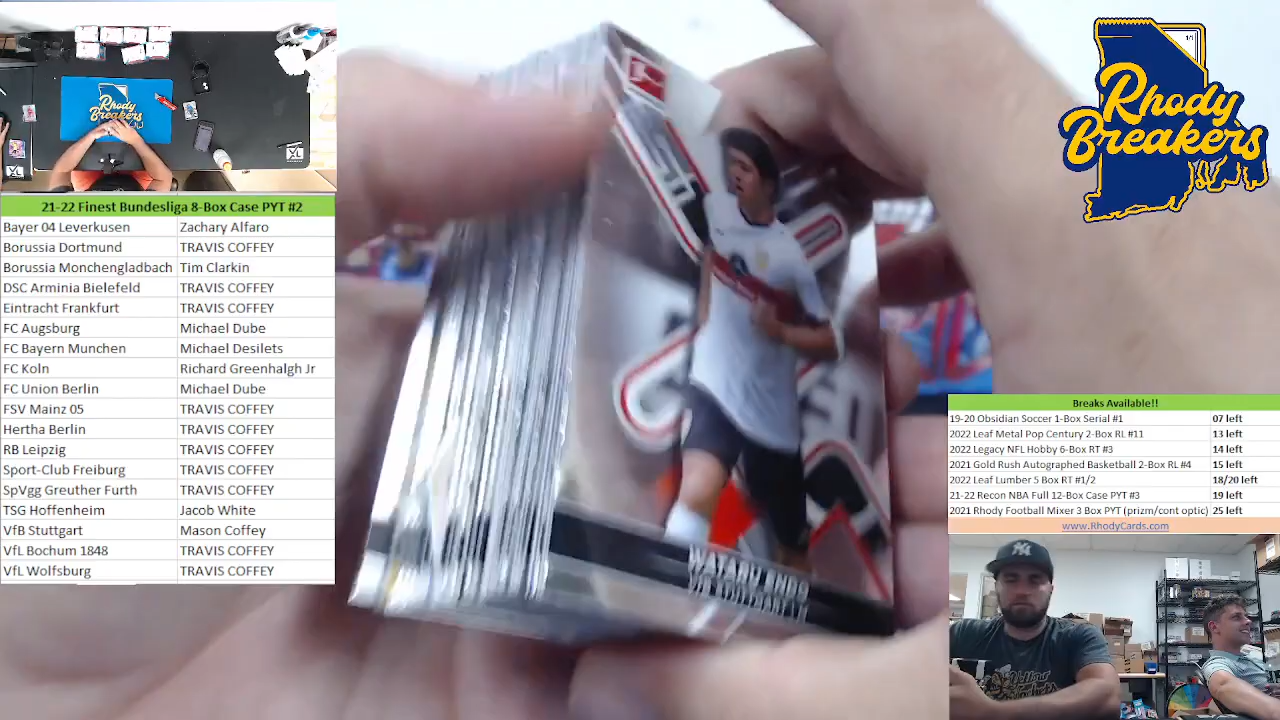 Rhody
Breakers
1/1
21-22 Finest Bundesliga 8-Box Case PYT #2
Bayer 04 Leverkusen Zachary Alfaro
Borussia Dortmund TRAVIS COFFEY
Borussia Monchengladbach Tim Clarkin
DSC Arminia Bielefeld TRAVIS COFFEY
Eintracht Frankfurt TRAVIS COFFEY
FC Augsburg Michael Dube
FC Bayern Munchen Michael Desilets
FC Koln Richard Greenhalgh Jr
FC Union Berlin Michael Dube
FSV Mainz 05 TRAVIS COFFEY
Hertha Berlin TRAVIS COFFEY
RB Leipzig TRAVIS COFFEY
Sport-Club Freiburg TRAVIS COFFEY
SpVgg Greuther Furth TRAVIS COFFEY
TSG Hoffenheim Jacob White
VfB Stuttgart Mason Coffey
VfL Bochum 1848 TRAVIS COFFEY
VfL Wolfsburg TRAVIS COFFEY
WATARU ENDO
VFB STUTTGART
Rhody
Breakers
Breaks Available!!
19-20 Obsidian Soccer 1-Box Serial #1 07 left
2022 Leaf Metal Pop Century 2-Box RL #11 13 left
2022 Legacy NFL Hobby 6-Box RT #3 14 left
2021 Gold Rush Autographed Basketball 2-Box RL #4 15 left
2022 Leaf Lumber 5 Box RT #1/2 18/20 left
21-22 Recon NBA Full 12-Box Case PYT #3 19 left
2021 Rhody Football Mixer 3 Box PYT (prizm/cont optic) 25 left
www.RhodyCards.com